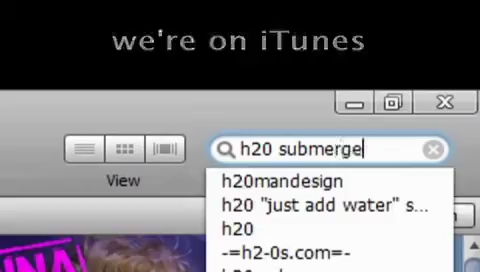 we're on iTunes
h20 submerge
View
h20mandesign
h20 "just add water" s...
h20
-=h2-0s.com=-